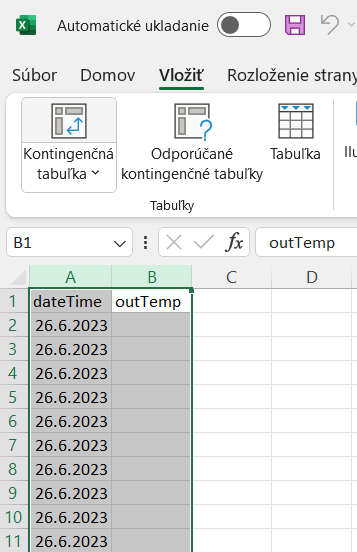 Automatické ukladanie
Súbor Domov Vložiť Rozloženie strany
Kontingenčná tabuľka
Odporúčané kontingenčné tabuľky
Tabuľka
Ilu
Tabuľky
B1 fx outTemp
A B C D
1 dateTime outTemp
2 26.6.2023
3 26.6.2023
4 26.6.2023
5 26.6.2023
6 26.6.2023
7 26.6.2023
8 26.6.2023
9 26.6.2023
10 26.6.2023
11 26.6.2023